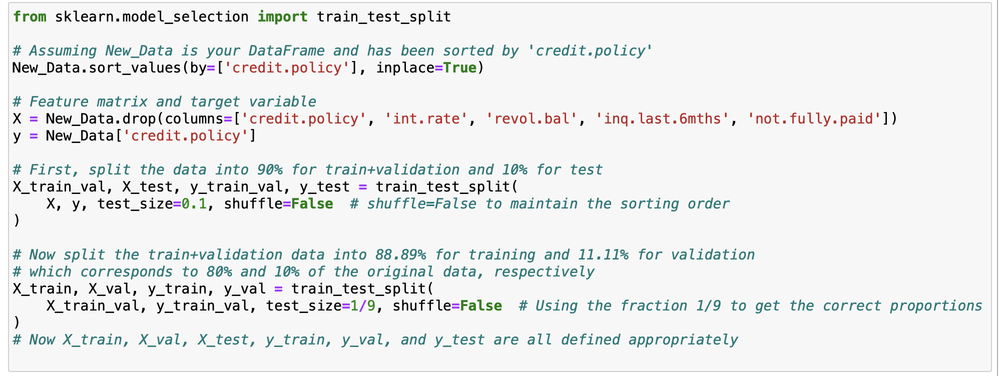 from sklearn.model_selection import train_test_split
# Assuming New_Data is your DataFrame and has been sorted by 'credit.policy'
New_Data.sort_values(by=['credit.policy'], inplace=True)
# Feature matrix and target variable
X = New_Data.drop(columns=['credit.policy', 'int.rate', 'revol.bal', 'inq.last.6mths', 'not.fully.paid'])
y = New_Data['credit.policy']
# First, split the data into 90% for train+validation and 10% for test
X_train_val, X_test, y_train_val, y_test = train_test_split(
    X, y, test_size=0.1, shuffle=False  # shuffle=False to maintain the sorting order
)
# Now split the train+validation data into 88.89% for training and 11.11% for validation
# which corresponds to 80% and 10% of the original data, respectively
X_train, X_val, y_train, y_val = train_test_split(
    X_train_val, y_train_val, test_size=1/9, shuffle=False  # Using the fraction 1/9 to get the correct proportions
)
# Now X_train, X_val, X_test, y_train, y_val, and y_test are all defined appropriately